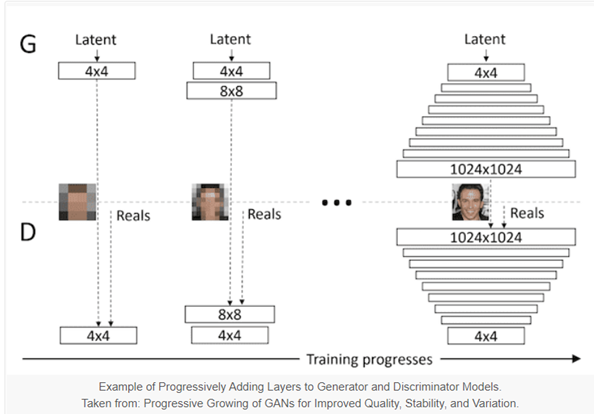 G
Latent
Latent
Latent
4x4
4x4
4x4
8x8
1024x1024
Reals
Reals
Reals
D
1024x1024
8x8
4x4
4x4
4x4
Training progresses
Example of Progressively Adding Layers to Generator and Discriminator Models.
Taken from: Progressive Growing of GANs for Improved Quality, Stability, and Variation.